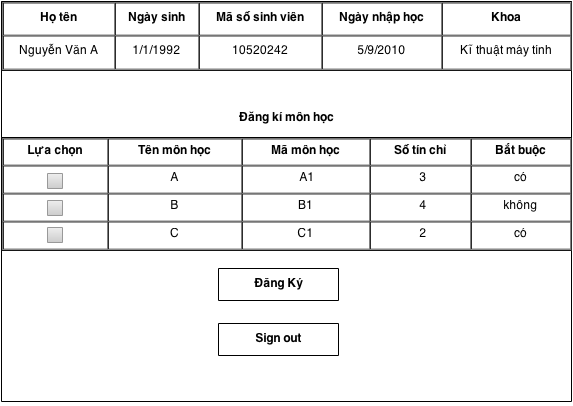 Họ tên Ngày sinh Mã số sinh viên Ngày nhập học Khoa
Nguyễn Văn A 1/1/1992 10520242 5/9/2010 Kĩ thuật máy tính
Đăng kí môn học
Lựa chọn Tên môn học Mã môn học Số tín chỉ Bắt buộc
A A1 3 có
B B1 4 không
C C1 2 có
Đăng Ký
Sign out